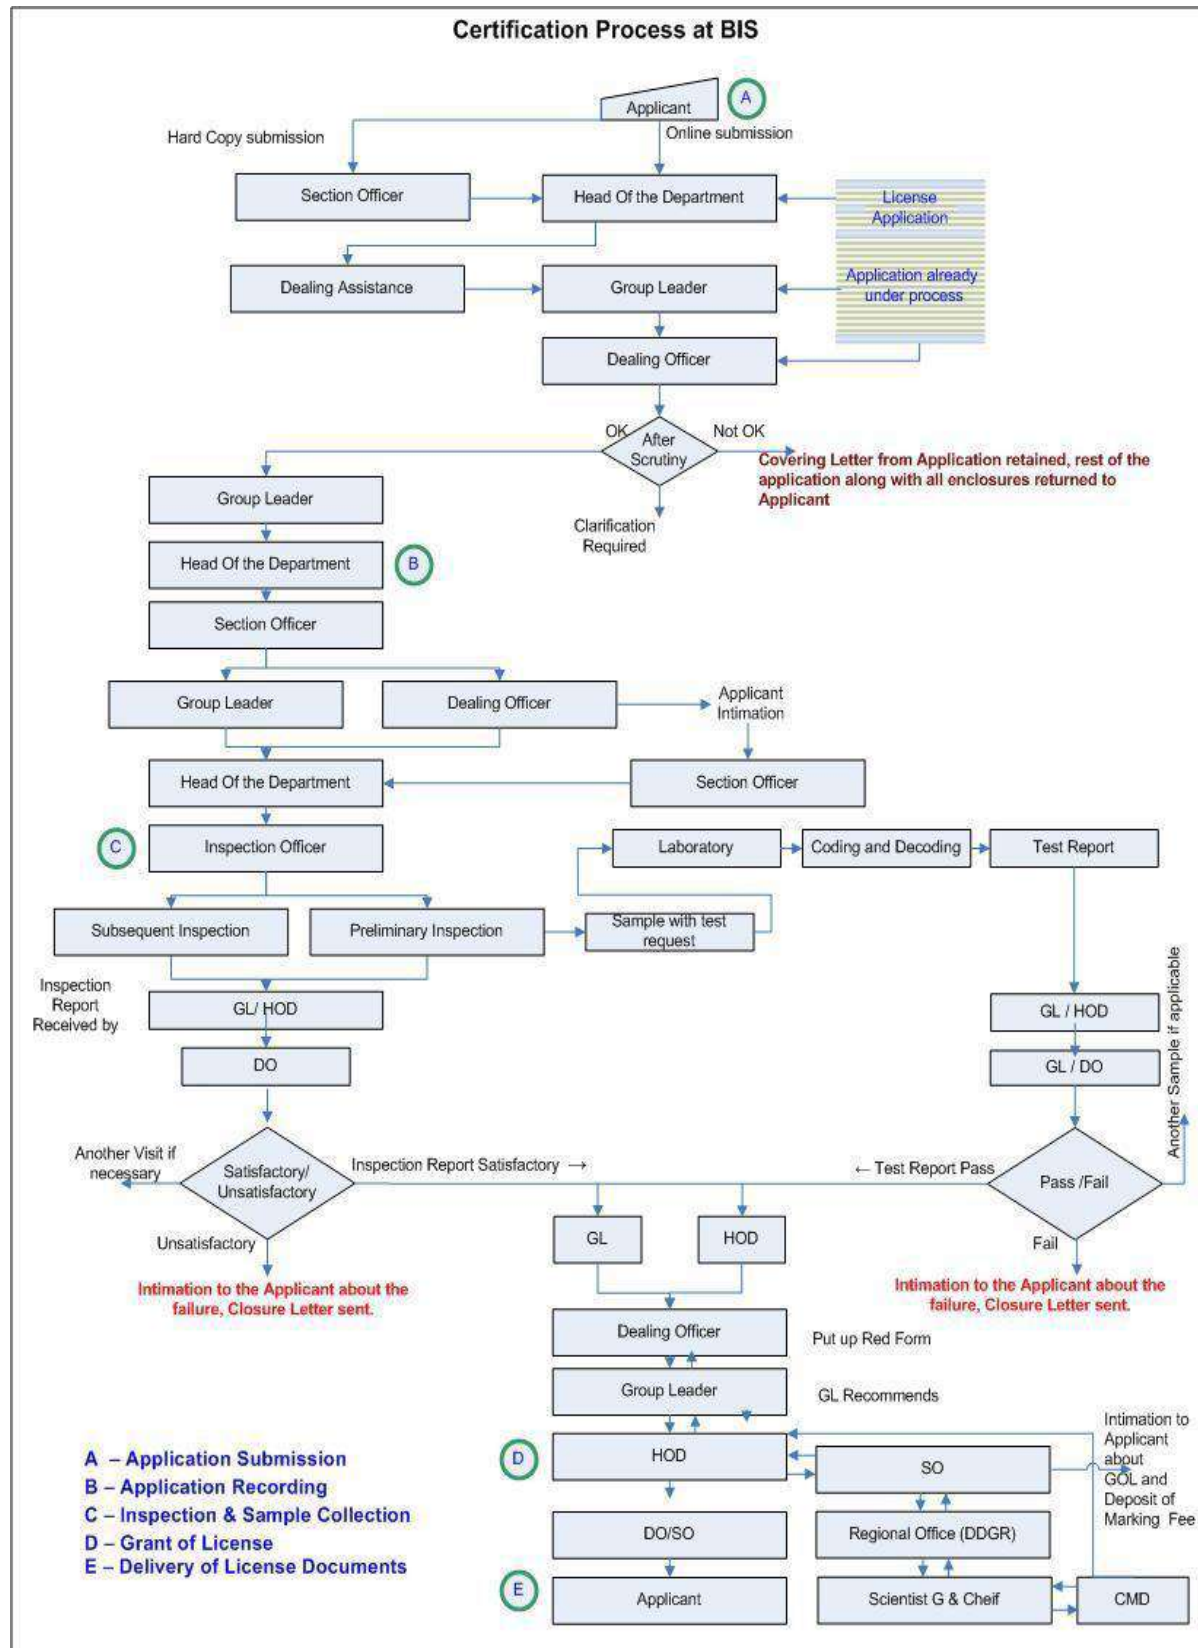 Certification Process at BIS
Applicant
A
Hard Copy submission
Online submission
Section Officer
Head Of the Department
License
Application
Dealing Assistance
Group Leader
Application already
under process
Dealing Officer
OK
After
Scrutiny
Not OK
Covering Letter from Application retained, rest of the
application along with all enclosures returned to
Applicant
Clarification
Required
Group Leader
Head Of the Department
B
Section Officer
Group Leader
Dealing Officer
Applicant
Intimation
Head Of the Department
Section Officer
C
Inspection Officer
Laboratory
Coding and Decoding
Test Report
Subsequent Inspection
Preliminary Inspection
Sample with test
request
Inspection
Report
Received by
GL/ HOD
DO
GL / HOD
GL / DO
Another Sample if applicable
Another Visit if
necessary
Satisfactory/
Unsatisfactory
Inspection Report Satisfactory →
← Test Report Pass
Pass /Fail
Unsatisfactory
Fail
GL
HOD
Intimation to the Applicant about the
failure, Closure Letter sent.
Intimation to the Applicant about the
failure, Closure Letter sent.
Dealing Officer
Put up Red Form
Group Leader
GL Recommends
D
HOD
SO
Intimation to
Applicant
about
GOL and
Deposit of
Marking Fee
DO/SO
Regional Office (DDGR)
E
Applicant
Scientist G & Cheif
CMD
A – Application Submission
B – Application Recording
C – Inspection & Sample Collection
D – Grant of License
E – Delivery of License Documents